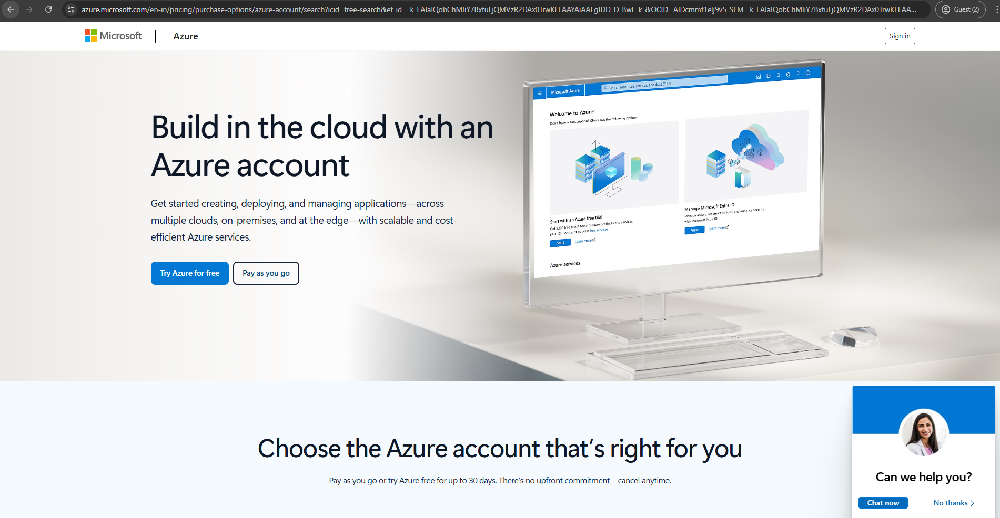 azure.microsoft.com/en-in/pricing/purchase-options/azure-account/search?icid=free-search&ef_id=_k_EAIaIQobChMIiY7BxtuLjQMVzR2DAx0TrwKLEAAYAiAAEgIDD_D_BwE_k_&OCID=AIDcmmf1elj9v5_SEM__k_EAIaIQobChMIiY7BxtuLjQMVzR2DAx0TrwKLEAA...
Guest (2)
Microsoft
Azure
Sign in
Build in the cloud with an
Azure account
Get started creating, deploying, and managing applications—across
multiple clouds, on-premises, and at the edge—with scalable and cost-
efficient Azure services.
Try Azure for free
Pay as you go
Microsoft Azure
Search resources, services, and docs (G+/)
Welcome to Azure!
Don't have a subscription? Check out the following options.
Start with an Azure free trial
Get $200 free credit toward Azure products and services,
plus 12 months of popular free services.
Start
Learn more
Manage Microsoft Entra ID
Manage access, set smart policies, and enhance security
with Microsoft Entra ID.
View
Learn more
Azure services
Choose the Azure account that's right for you
Pay as you go or try Azure free for up to 30 days. There's no upfront commitment—cancel anytime.
Can we help you?
Chat now
No thanks